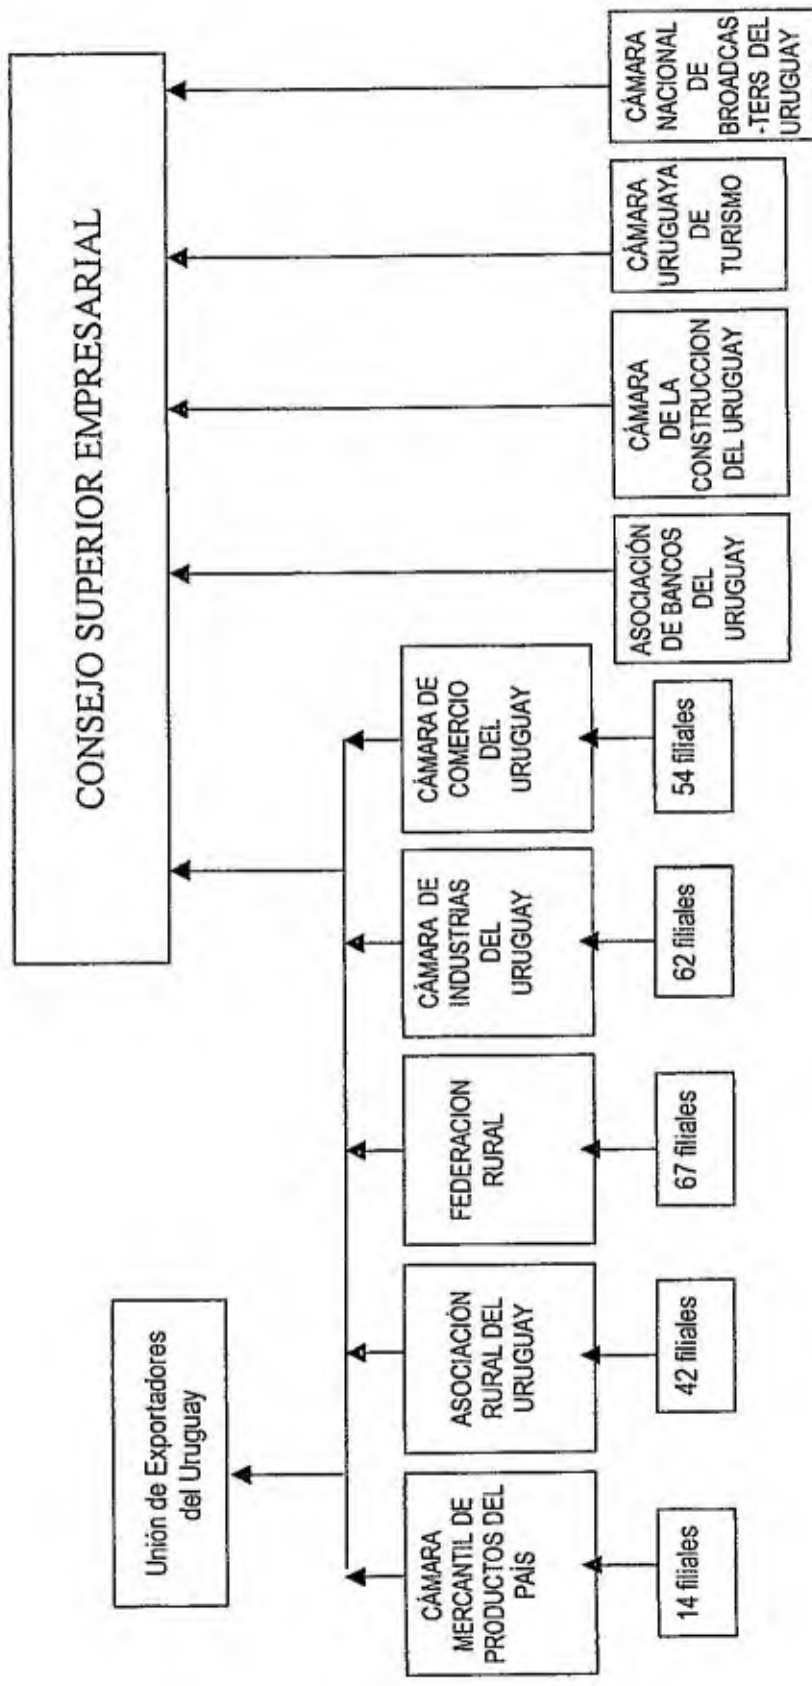 CONSEJO SUPERIOR EMPRESARIAL
Unión de Exportadores
del Uruguay
CÁMARA
MERCANTIL DE
PRODUCTOS DEL
PAÍS
ASOCIACIÓN
RURAL DEL
URUGUAY
FEDERACION
RURAL
CÁMARA DE
INDUSTRIAS
DEL
URUGUAY
CÁMARA DE
COMERCIO
DEL
URUGUAY
14 filiales
42 filiales
67 filiales
62 filiales
54 filiales
ASOCIACIÓN
DE BANCOS
DEL
URUGUAY
CÁMARA
DE LA
CONSTRUCCION
DEL URUGUAY
CÁMARA
URUGUAYA
DE
TURISMO
CÁMARA
NACIONAL
DE
BROADCAS
-TERS DEL
URUGUAY